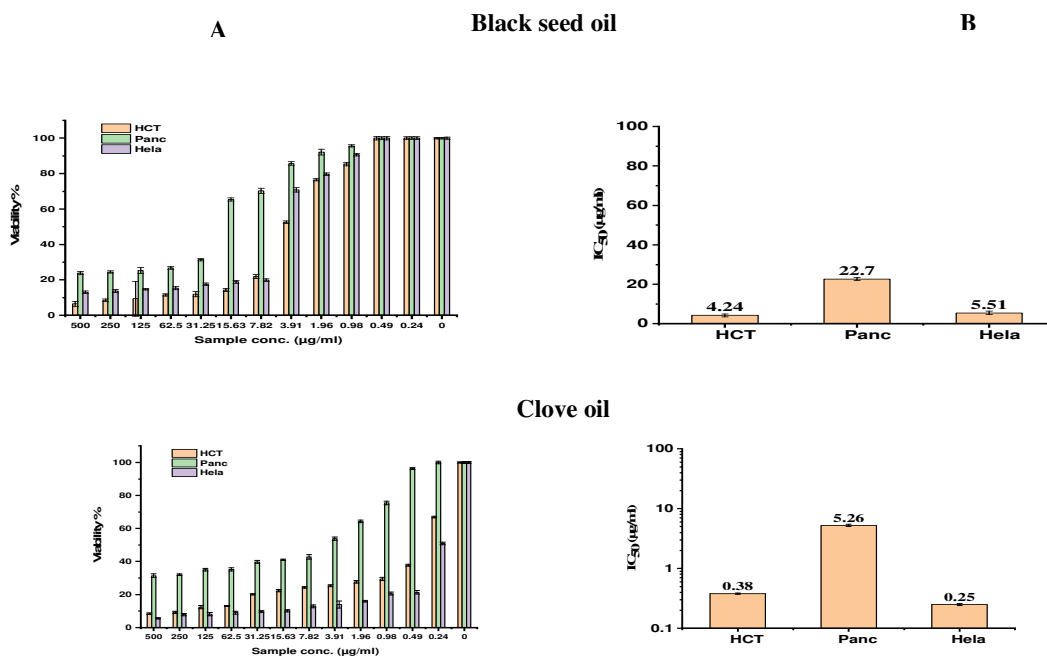 A
Black seed oil
B
HCT
Panc
Hela
Viability%
100
80
60
40
20
0
500 250 125 62.5 31.25 15.63 7.82 3.91 1.96 0.98 0.49 0.24 0
Sample conc. (µg/ml)
IC50 (µg/ml)
100
80
60
40
20
0
4.24
22.7
5.51
HCT Panc Hela
Clove oil
HCT
Panc
Hela
Viability%
100
80
60
40
20
0
500 250 125 62.5 31.25 15.63 7.82 3.91 1.96 0.98 0.49 0.24 0
Sample conc. (µg/ml)
IC50 (µg/ml)
100
10
1
0.1
0.38
5.26
0.25
HCT Panc Hela